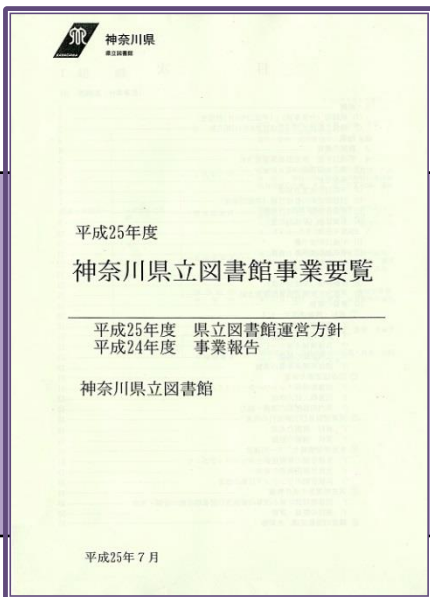 神奈川県
県立図書館
平成25年度
神奈川県立図書館事業要覧
平成25年度 県立図書館運営方針
平成24年度 事業報告
神奈川県立図書館
平成25年7月